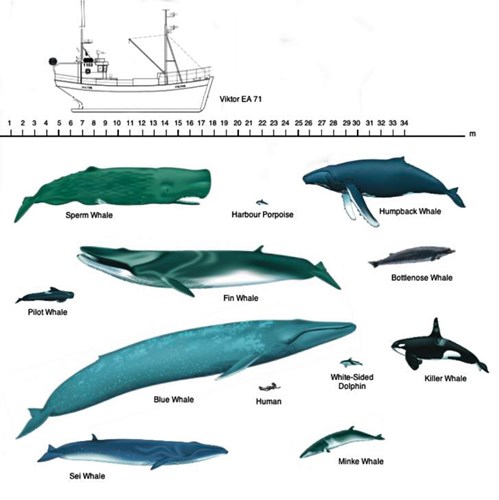 Viktor EA 71
1 2 3 4 5 6 7 8 9 10 11 12 13 14 15 16 17 18 19 20 21 22 23 24 25 26 27 28 29 30 31 32 33 34
m
Sperm Whale
Harbour Porpoise
Humpback Whale
Bottlenose Whale
Fin Whale
Pilot Whale
White-Sided
Dolphin
Killer Whale
Blue Whale
Human
Sei Whale
Minke Whale